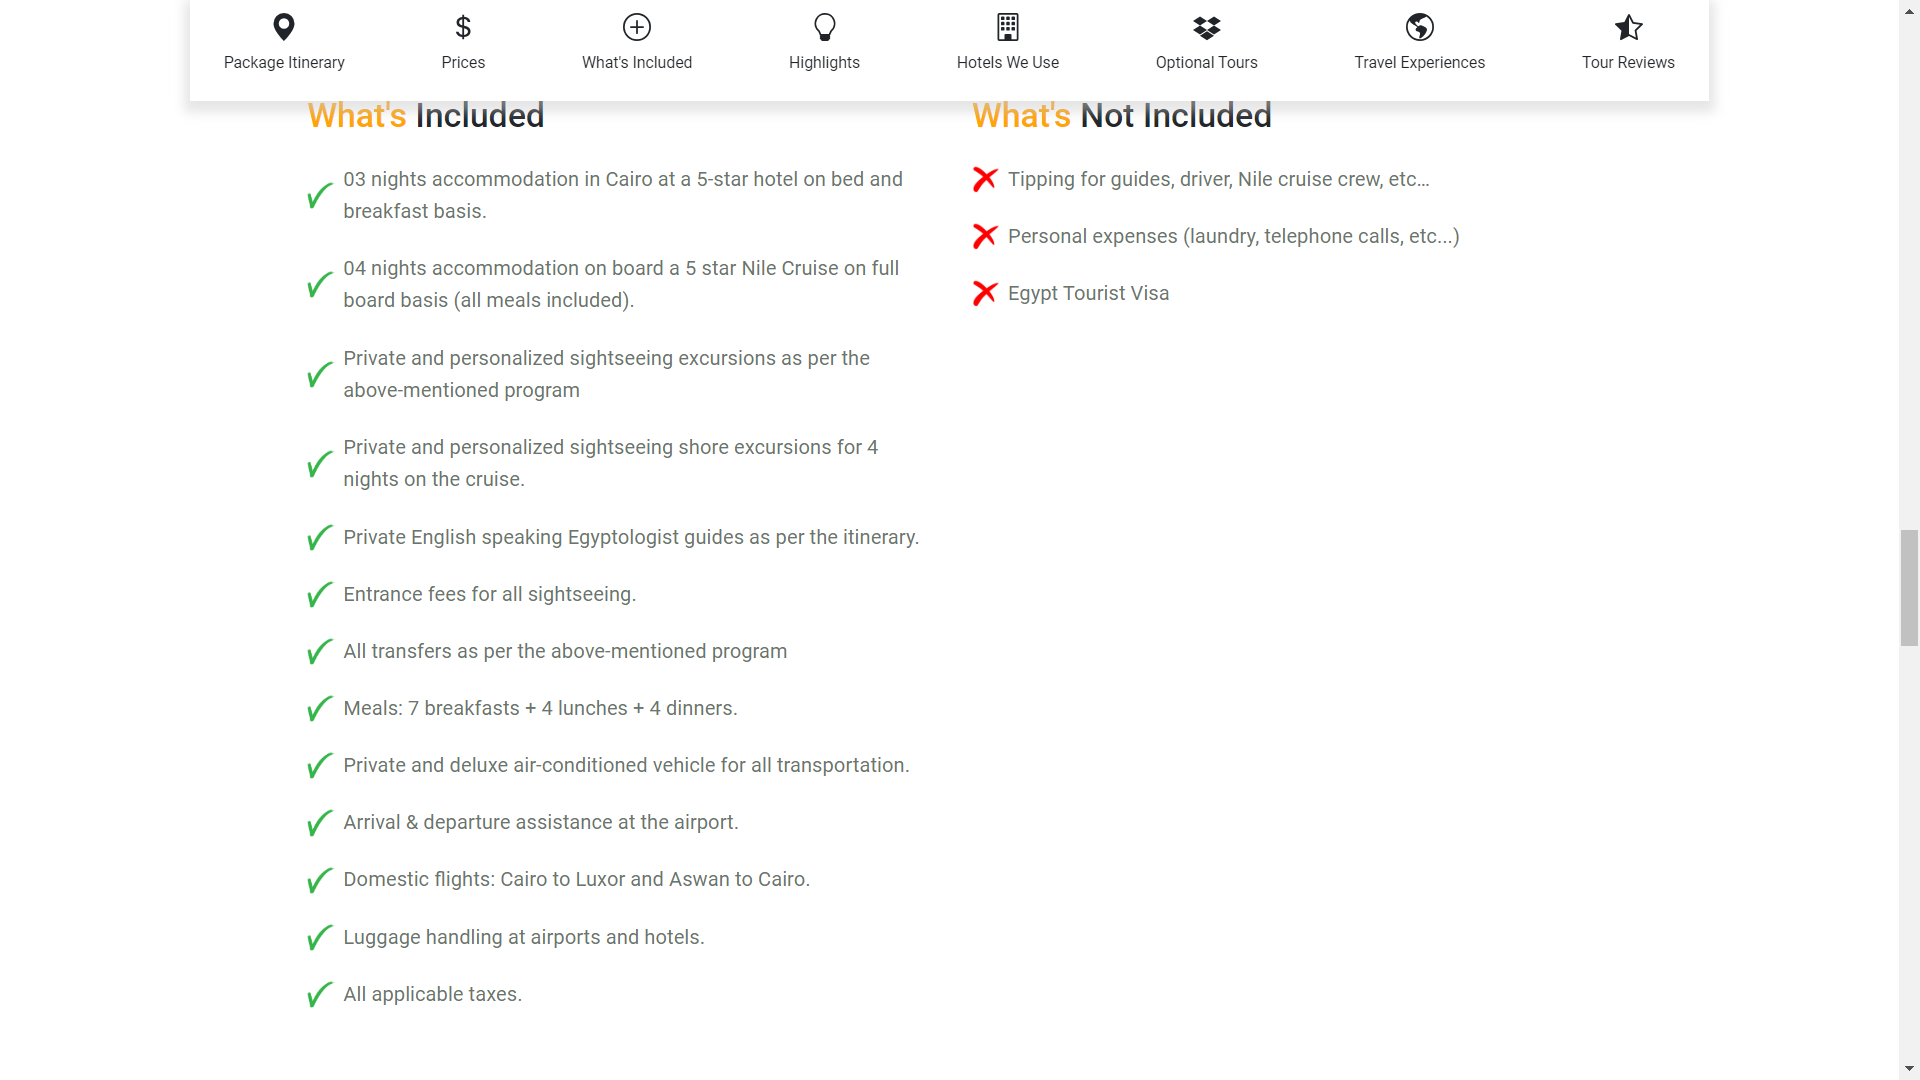 Package Itinerary
Prices
What's Included
Highlights
Hotels We Use
Optional Tours
Travel Experiences
Tour Reviews
What's Included
03 nights accommodation in Cairo at a 5-star hotel on bed and
breakfast basis.
04 nights accommodation on board a 5 star Nile Cruise on full
board basis (all meals included).
Private and personalized sightseeing excursions as per the
above-mentioned program
Private and personalized sightseeing shore excursions for 4
nights on the cruise.
Private English speaking Egyptologist guides as per the itinerary.
Entrance fees for all sightseeing.
All transfers as per the above-mentioned program
Meals: 7 breakfasts + 4 lunches + 4 dinners.
Private and deluxe air-conditioned vehicle for all transportation.
Arrival & departure assistance at the airport.
Domestic flights: Cairo to Luxor and Aswan to Cairo.
Luggage handling at airports and hotels.
All applicable taxes.
What's Not Included
Tipping for guides, driver, Nile cruise crew, etc…
Personal expenses (laundry, telephone calls, etc...)
Egypt Tourist Visa